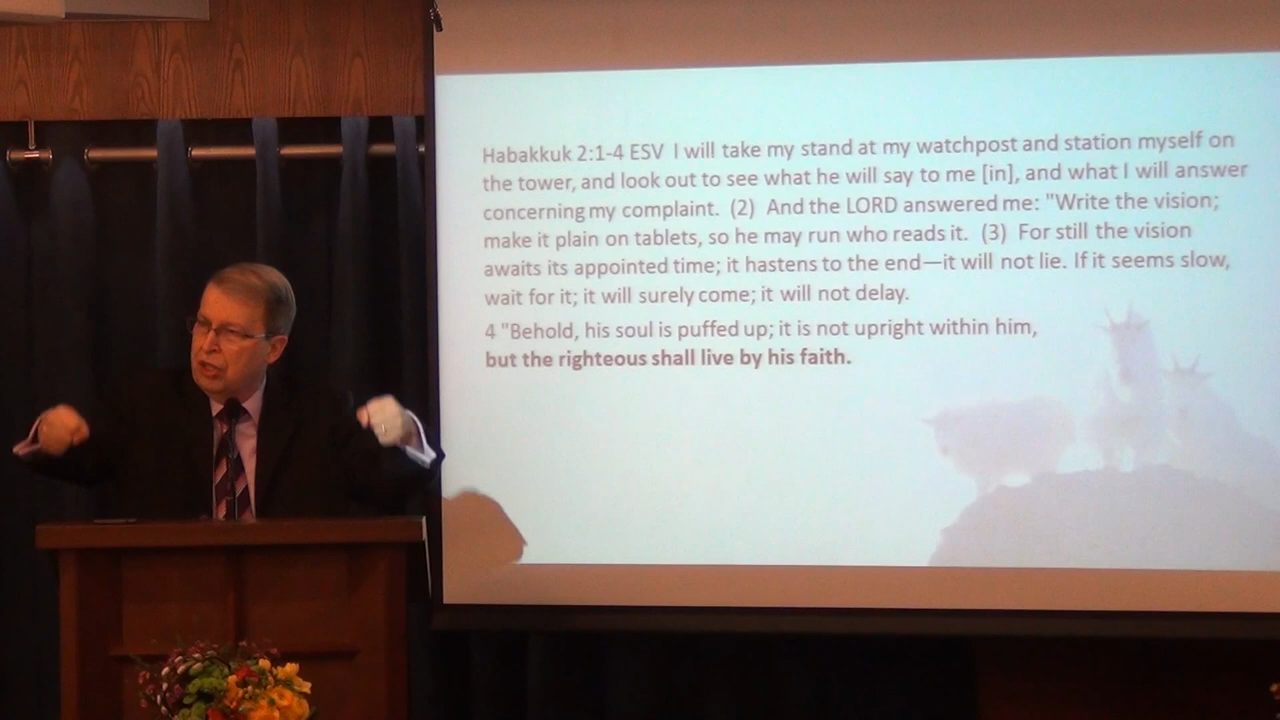 Habakkuk 2:1-4 ESV I will take my stand at my watchpost and station myself on
the tower, and look out to see what he will say to me [in], and what I will answer
concerning my complaint. (2) And the LORD answered me: "Write the vision;
make it plain on tablets, so he may run who reads it. (3) For still the vision
awaits its appointed time; it hastens to the end—it will not lie. If it seems slow,
wait for it; it will surely come; it will not delay.
4 "Behold, his soul is puffed up; it is not upright within him,
but the righteous shall live by his faith.